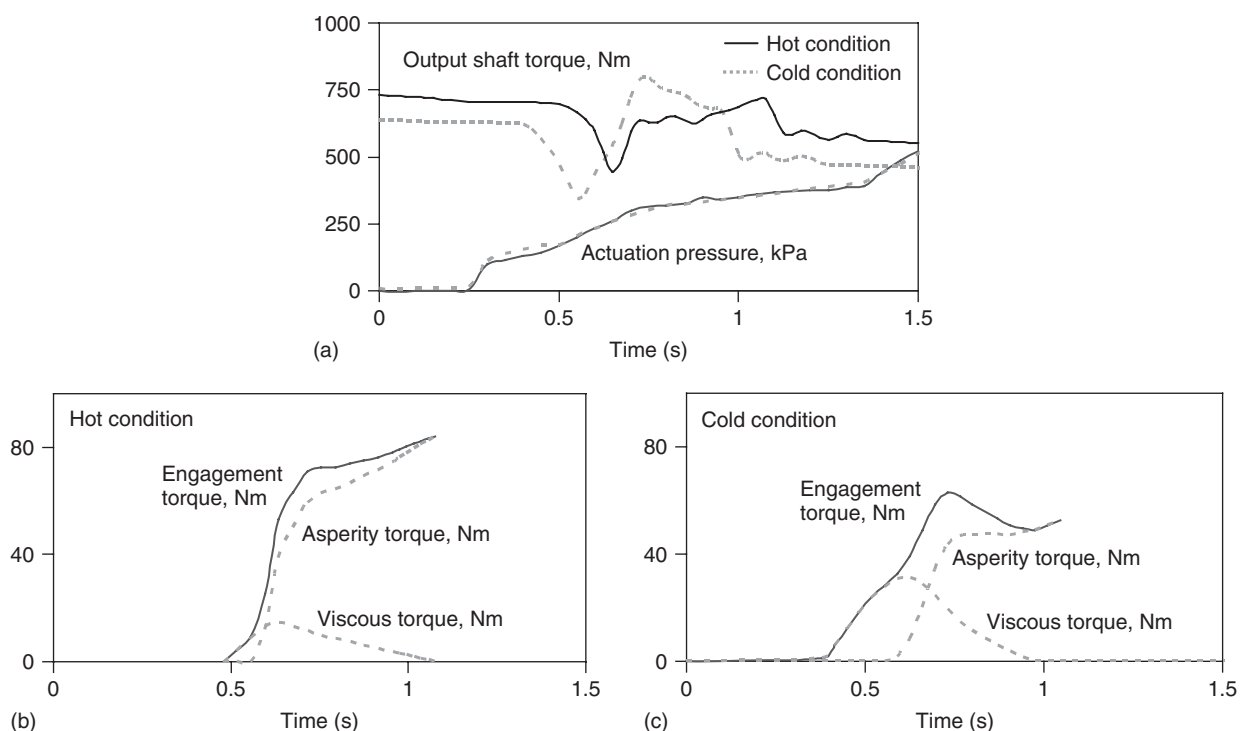 1000
750
500
250
0
Output shaft torque, Nm
Hot condition
Cold condition
Actuation pressure, kPa
0
0.5
1
1.5
(a)
Time (s)
Hot condition
80
40
0
Engagement
torque, Nm
Asperity torque, Nm
Viscous torque, Nm
0
0.5
1
1.5
(b)
Time (s)
Cold condition
80
40
0
Engagement
torque, Nm
Asperity torque, Nm
Viscous torque, Nm
0
0.5
1
1.5
(c)
Time (s)